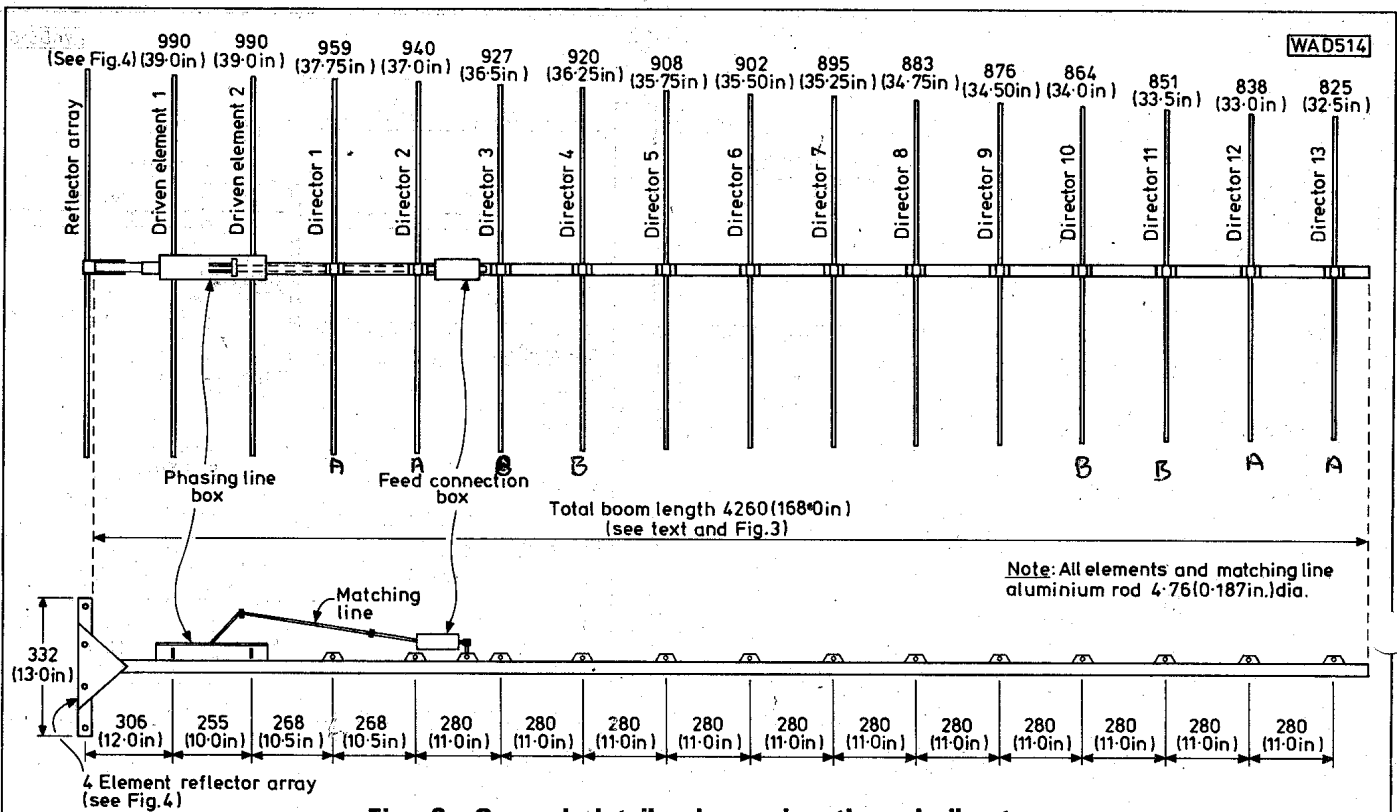 WAD514
(See Fig.4)
990
(39·0in)
990
(39·0in)
959
(37·75in)
940
(37·0in)
927
(36·5in)
920
(36·25in)
908
(35·75in)
902
(35·50in)
895
(35·25in)
883
(34·75in)
876
(34·50in)
864
(34·0in)
851
(33·5in)
838
(33·0in)
825
(32·5in)
Reflector array
Driven element 1
Driven element 2
Director 1
Director 2
Director 3
Director 4
Director 5
Director 6
Director 7
Director 8
Director 9
Director 10
Director 11
Director 12
Director 13
A
A
B
B
B
A
A
Phasing line
box
Feed connection
box
Total boom length 4260(168·0in)
(see text and Fig.3)
Note: All elements and matching line
aluminium rod 4·76(0·187in.)dia.
Matching
line
332
(13·0in)
306
(12·0in)
255
(10·0in)
268
(10·5in)
268
(10·5in)
280
(11·0in)
280
(11·0in)
280
(11·0in)
280
(11·0in)
280
(11·0in)
280
(11·0in)
280
(11·0in)
280
(11·0in)
280
(11·0in)
280
(11·0in)
280
(11·0in)
4 Element reflector array
(see Fig.4)